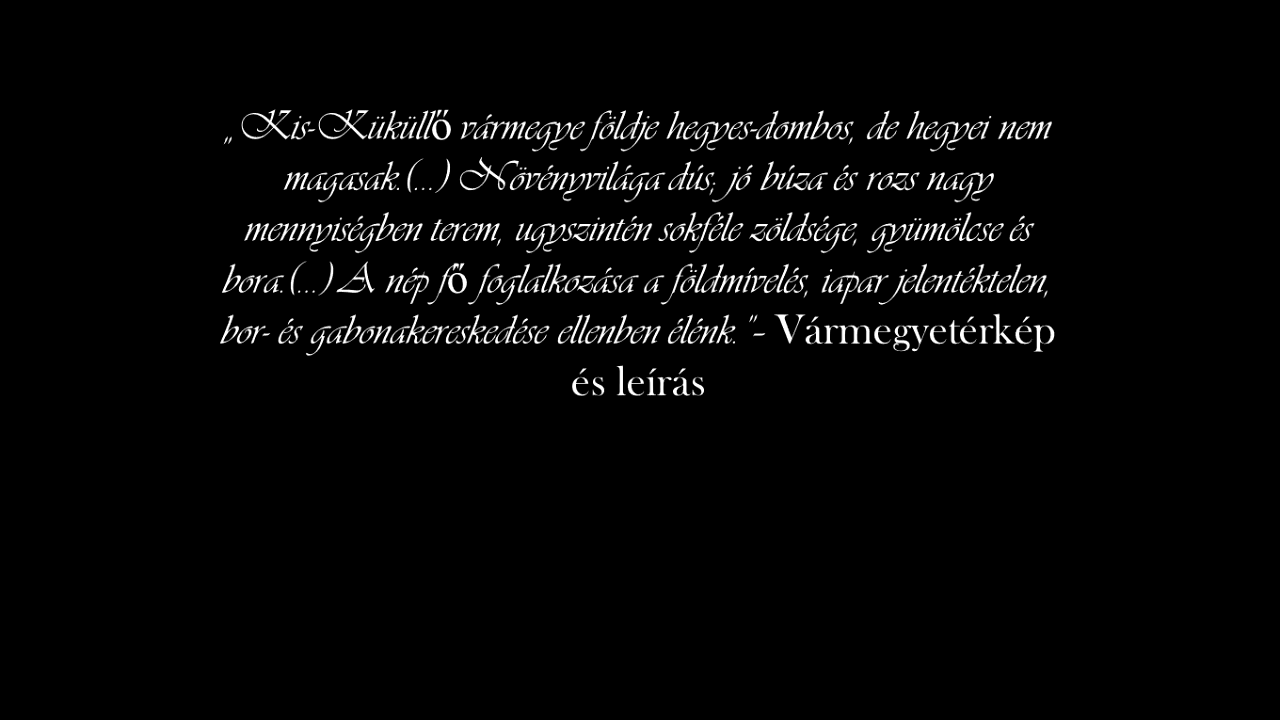 „Kis-Küküllő vármegye földje hegyes-dombos, de hegyei nem
magasak.(...) Növényvilága dús; jó búza és rozs nagy
mennyiségben terem, ugyszintén sokféle zöldsége, gyümölcse és
bora.(...) A nép fő foglalkozása a földmívelés, iapar jelentéktelen,
bor- és gabonakereskedése ellenben élénk."- Vármegyetérkép
és leírás